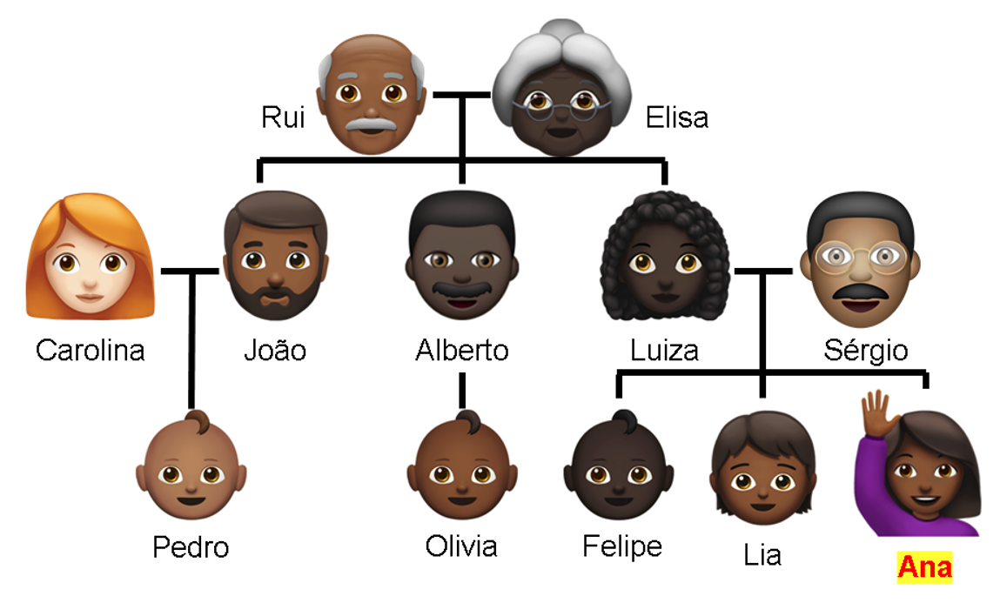 Rui
Elisa
Carolina
João
Alberto
Luiza
Sérgio
Pedro
Olivia
Felipe
Lia
Ana